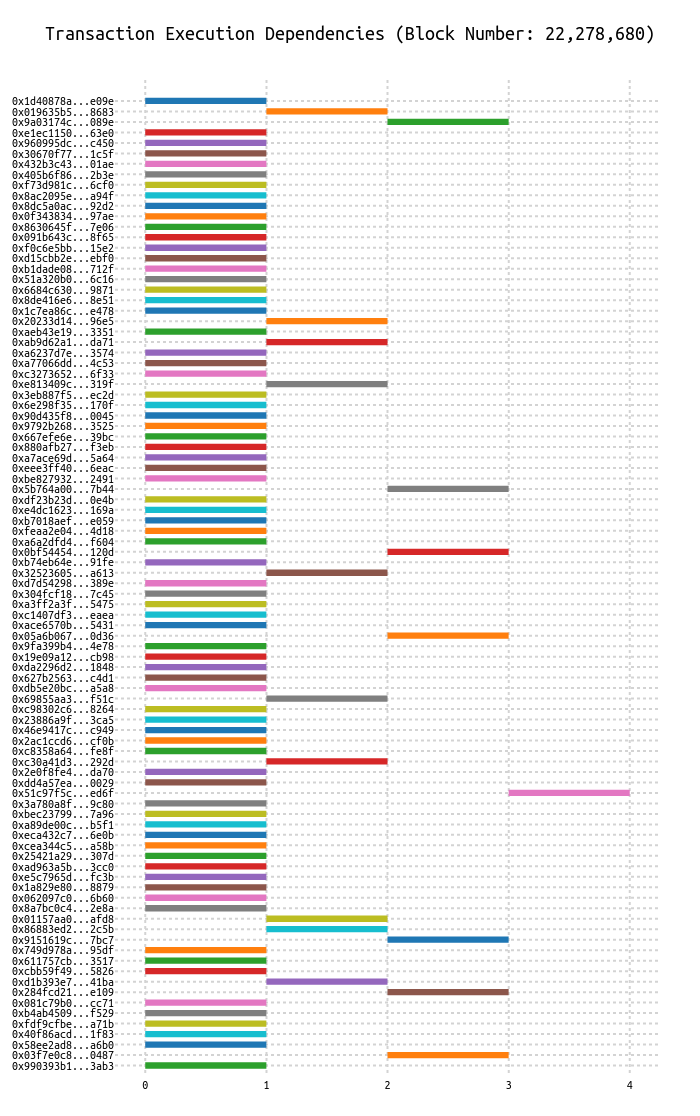 Transaction Execution Dependencies (Block Number: 22,278,680)
0x1d40878a...e09e
0x019635b5...8683
0x9a03174c...089e
0xe1ec1150...63e0
0x960995dc...c450
0x30670f77...1c5f
0x432b3c43...01ae
0x405b6f86...2b3e
0xf73d981c...6cf0
0x8ac2095e...a94f
0x8dc5a0ac...92d2
0x0f343834...97ae
0x8630645f...7e06
0x091b643c...8f65
0xf0c6e5bb...15e2
0xd15cbb2e...ebf0
0xb1dade08...712f
0x51a320b0...6c16
0x6684c630...9871
0x8de416e6...8e51
0x1c7ea86c...e478
0x20233d14...96e5
0xaeb43e19...3351
0xab9d62a1...da71
0xa6237d7e...3574
0xa77066dd...4c53
0xc3273652...6f33
0xe813409c...319f
0x3eb887f5...ec2d
0x6e298f35...170f
0x90d435f8...0045
0x9792b268...3525
0x667efe6e...39bc
0x880afb27...f3eb
0xa7ace69d...5a64
0xeee3ff40...6eac
0xbe827932...2491
0x5b764a00...7b44
0xdf23b23d...0e4b
0xe4dc1623...169a
0xb7018aef...e059
0xfeaa2e04...4d18
0xa6a2dfd4...f604
0x0bf54454...120d
0xb74eb64e...91fe
0x32523605...a613
0xd7d54298...389e
0x304fcf18...7c45
0xa3ff2a3f...5475
0xc1407df3...eaea
0xace6570b...5431
0x05a6b067...0d36
0x9fa399b4...4e78
0x19e09a12...cb98
0xda2296d2...1848
0x627b2563...c4d1
0xdb5e20bc...a5a8
0x69855aa3...f51c
0xc98302c6...8264
0x23886a9f...3ca5
0x46e9417c...c949
0x2ac1ccd6...cf0b
0xc8358a64...fe8f
0xc30a41d3...292d
0x2e0f8fe4...da70
0xdd4a57ea...0029
0x51c97f5c...ed6f
0x3a780a8f...9c80
0xbec23799...7a96
0xa89de00c...b5f1
0xeca432c7...6e0b
0xcea344c5...a58b
0x25421a29...307d
0xad963a5b...3cc0
0xe5c7965d...fc3b
0x1a829e80...8879
0x062097c0...6b60
0x8a7bc0c4...2e8a
0x01157aa0...afd8
0x86883ed2...2c5b
0x9151619c...7bc7
0x749d978a...95df
0x611757cb...3517
0xcbb59f49...5826
0xd1b393e7...41ba
0x284fcd21...e109
0x081c79b0...cc71
0xb4ab4509...f529
0xfdf9cfbe...a71b
0x40f86acd...1f83
0x58ee2ad8...a6b0
0x03f7e0c8...0487
0x990393b1...3ab3
0 1 2 3 4